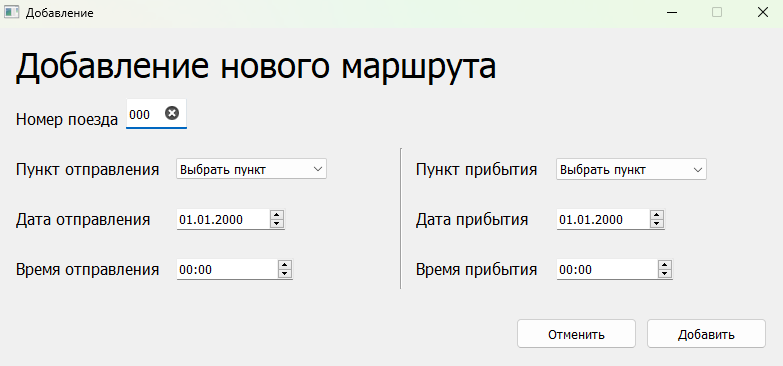 Добавление
Добавление нового маршрута
Номер поезда 000
Пункт отправления Выбрать пункт
Пункт прибытия Выбрать пункт
Дата отправления 01.01.2000
Дата прибытия 01.01.2000
Время отправления 00:00
Время прибытия 00:00
Отменить Добавить